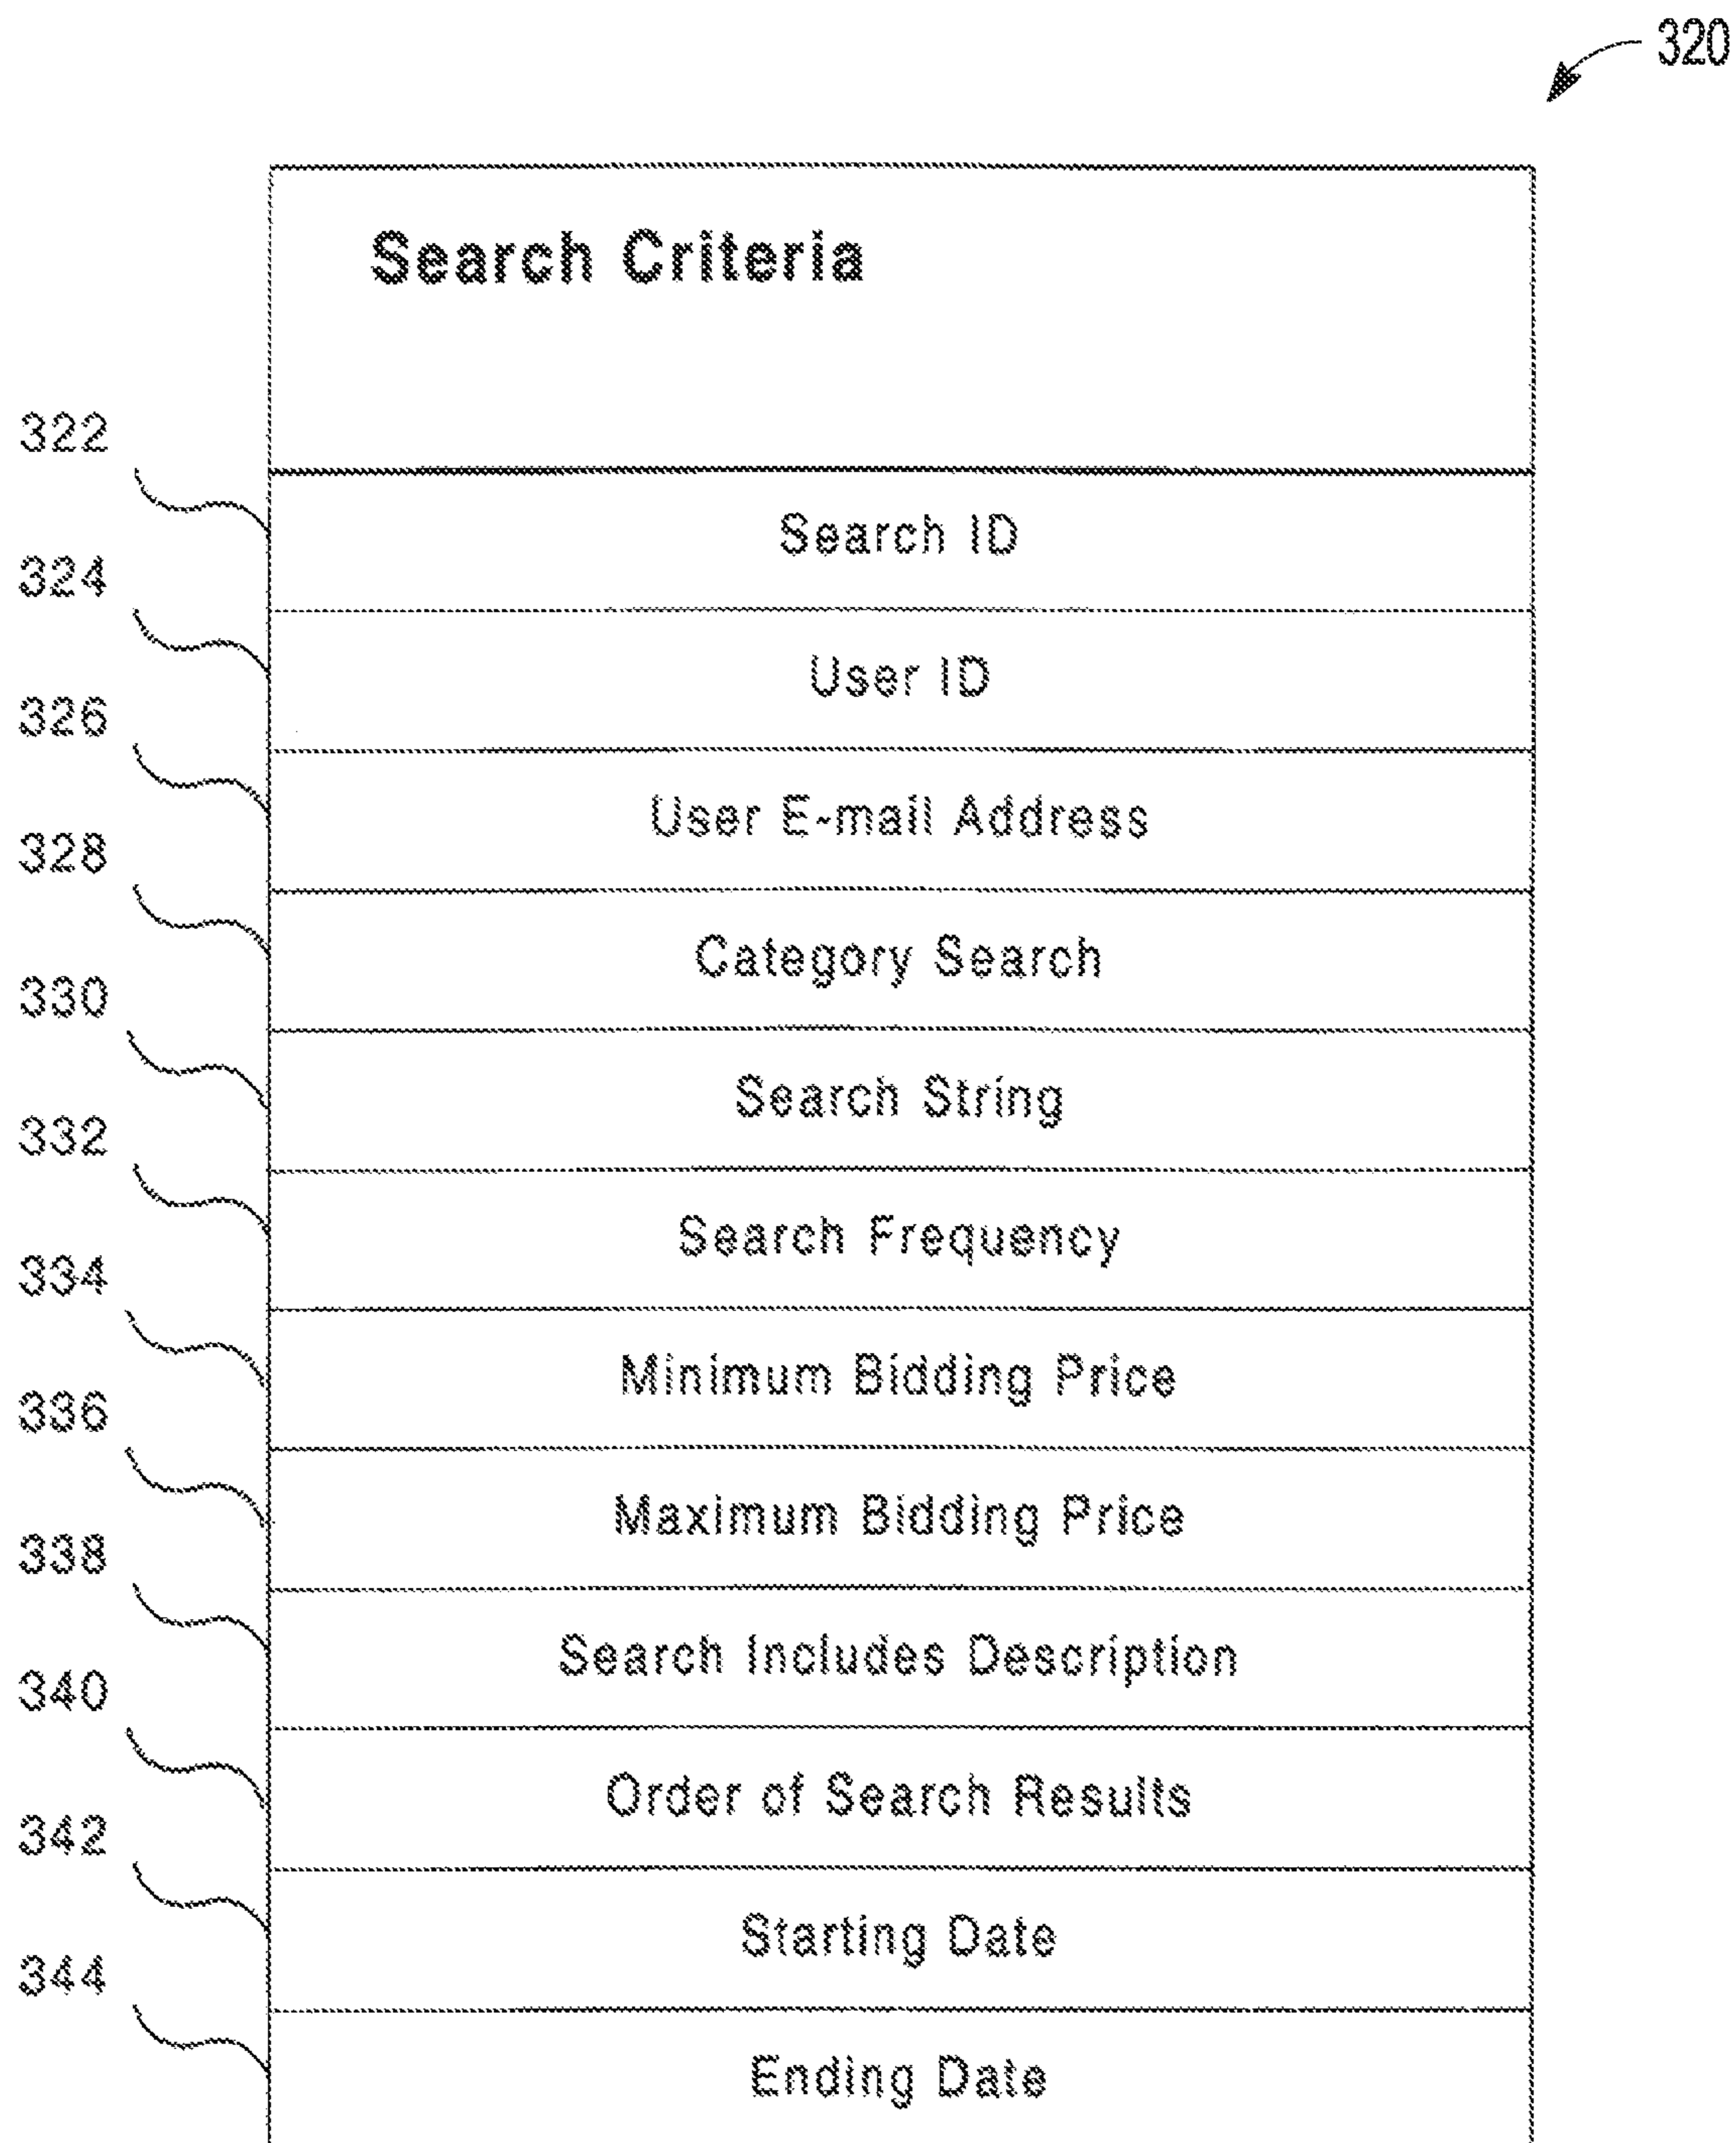 320
Search Criteria
322
Search ID
324
User ID
326
User E-mail Address
328
Category Search
330
Search String
332
Search Frequency
334
Minimum Bidding Price
336
Maximum Bidding Price
338
Search Includes Description
340
Order of Search Results
342
Starting Date
344
Ending Date